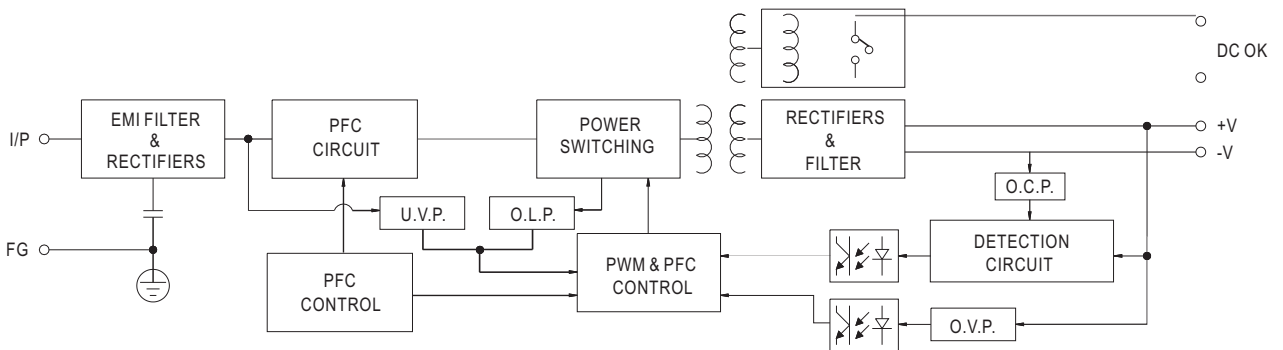 DC OK
I/P
EMI FILTER
&
RECTIFIERS
PFC
CIRCUIT
POWER
SWITCHING
RECTIFIERS
&
FILTER
+V
-V
O.C.P.
U.V.P.
O.L.P.
FG
PFC
CONTROL
PWM & PFC
CONTROL
DETECTION
CIRCUIT
O.V.P.